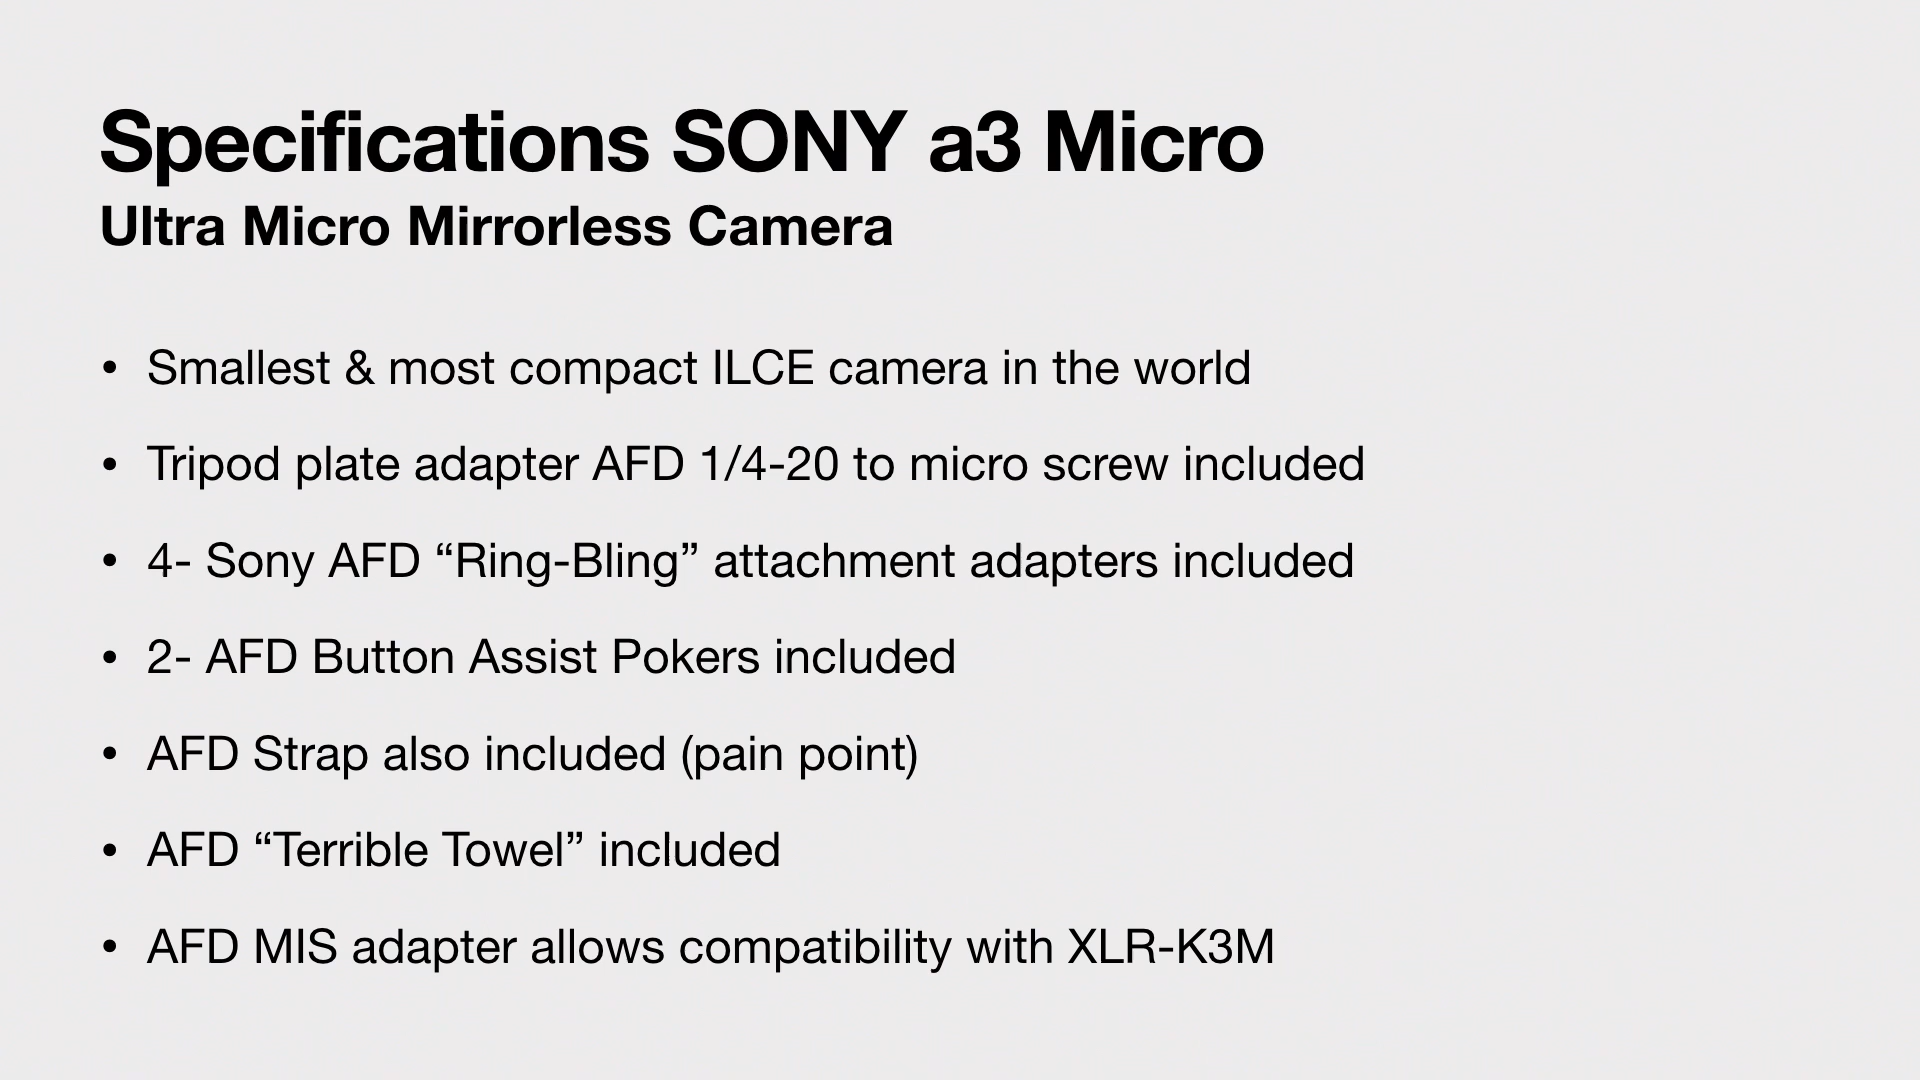 Specifications SONY a3 Micro
Ultra Micro Mirrorless Camera
• Smallest & most compact ILCE camera in the world
• Tripod plate adapter AFD 1/4-20 to micro screw included
• 4- Sony AFD “Ring-Bling” attachment adapters included
• 2- AFD Button Assist Pokers included
• AFD Strap also included (pain point)
• AFD “Terrible Towel” included
• AFD MIS adapter allows compatibility with XLR-K3M